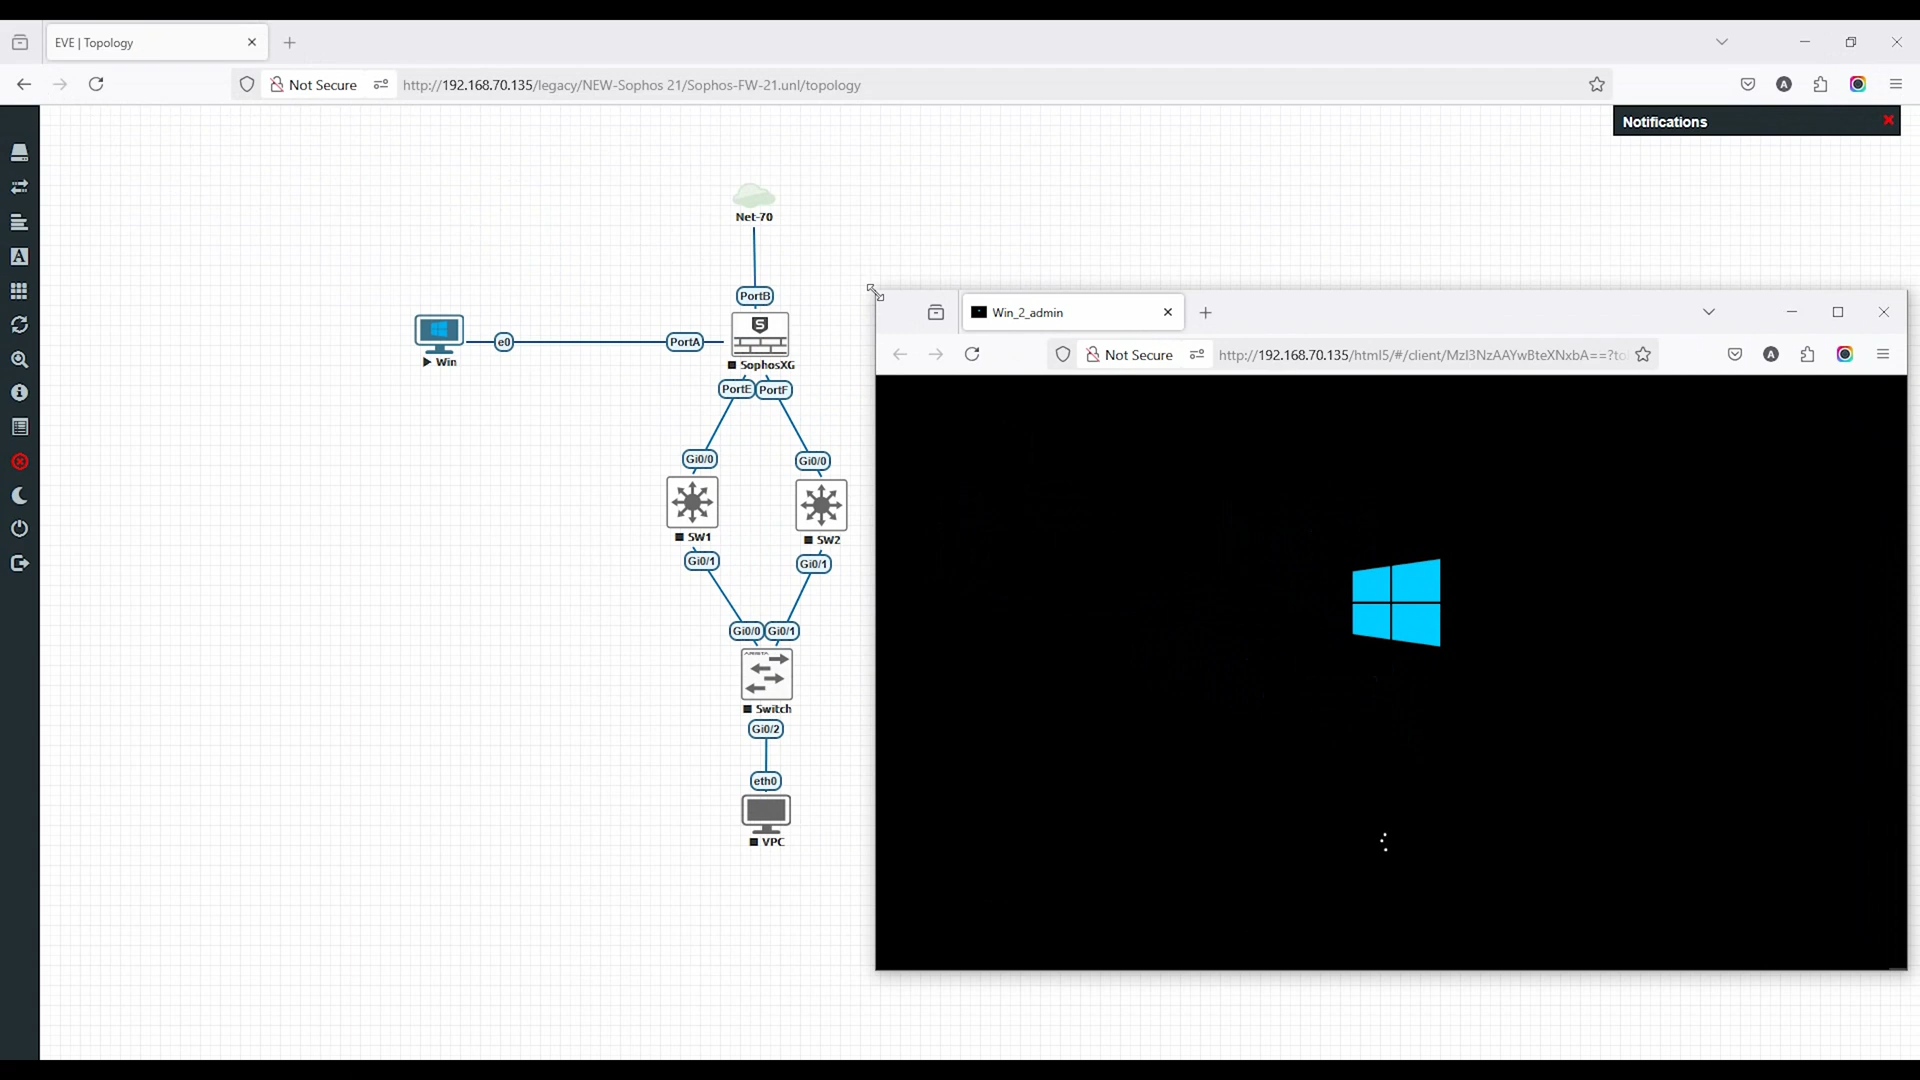 EVE | Topology
Not Secure
http://192.168.70.135/legacy/NEW-Sophos 21/Sophos-FW-21.unl/topology
A
Notifications
A
Net-70
PortB
e0
PortA
S
Win
SophosXG
PortE
PortF
Gi0/0
Gi0/0
SW1
SW2
Gi0/1
Gi0/1
Gi0/0
Gi0/1
ARISTA
Switch
Gi0/2
eth0
VPC
Win_2_admin
Not Secure
http://192.168.70.135/html5/#/client/MzI3NzAAYwBteXNxbA==?to
A